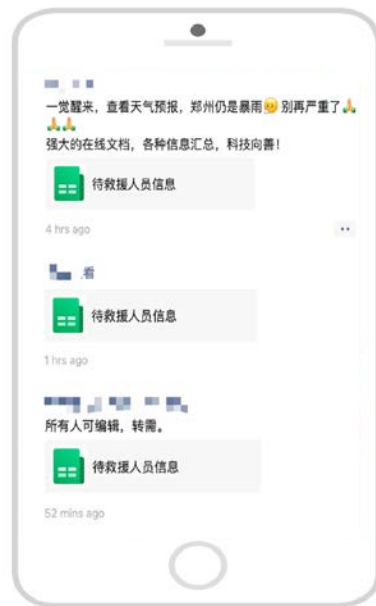 一觉醒来，查看天气预报，郑州仍是暴雨🤕别再严重了🙏
🙏🙏
强大的在线文档，各种信息汇总，科技向善！
待救援人员信息
4 hrs ago
看
待救援人员信息
1 hrs ago
所有人可编辑，转需。
待救援人员信息
52 mins ago